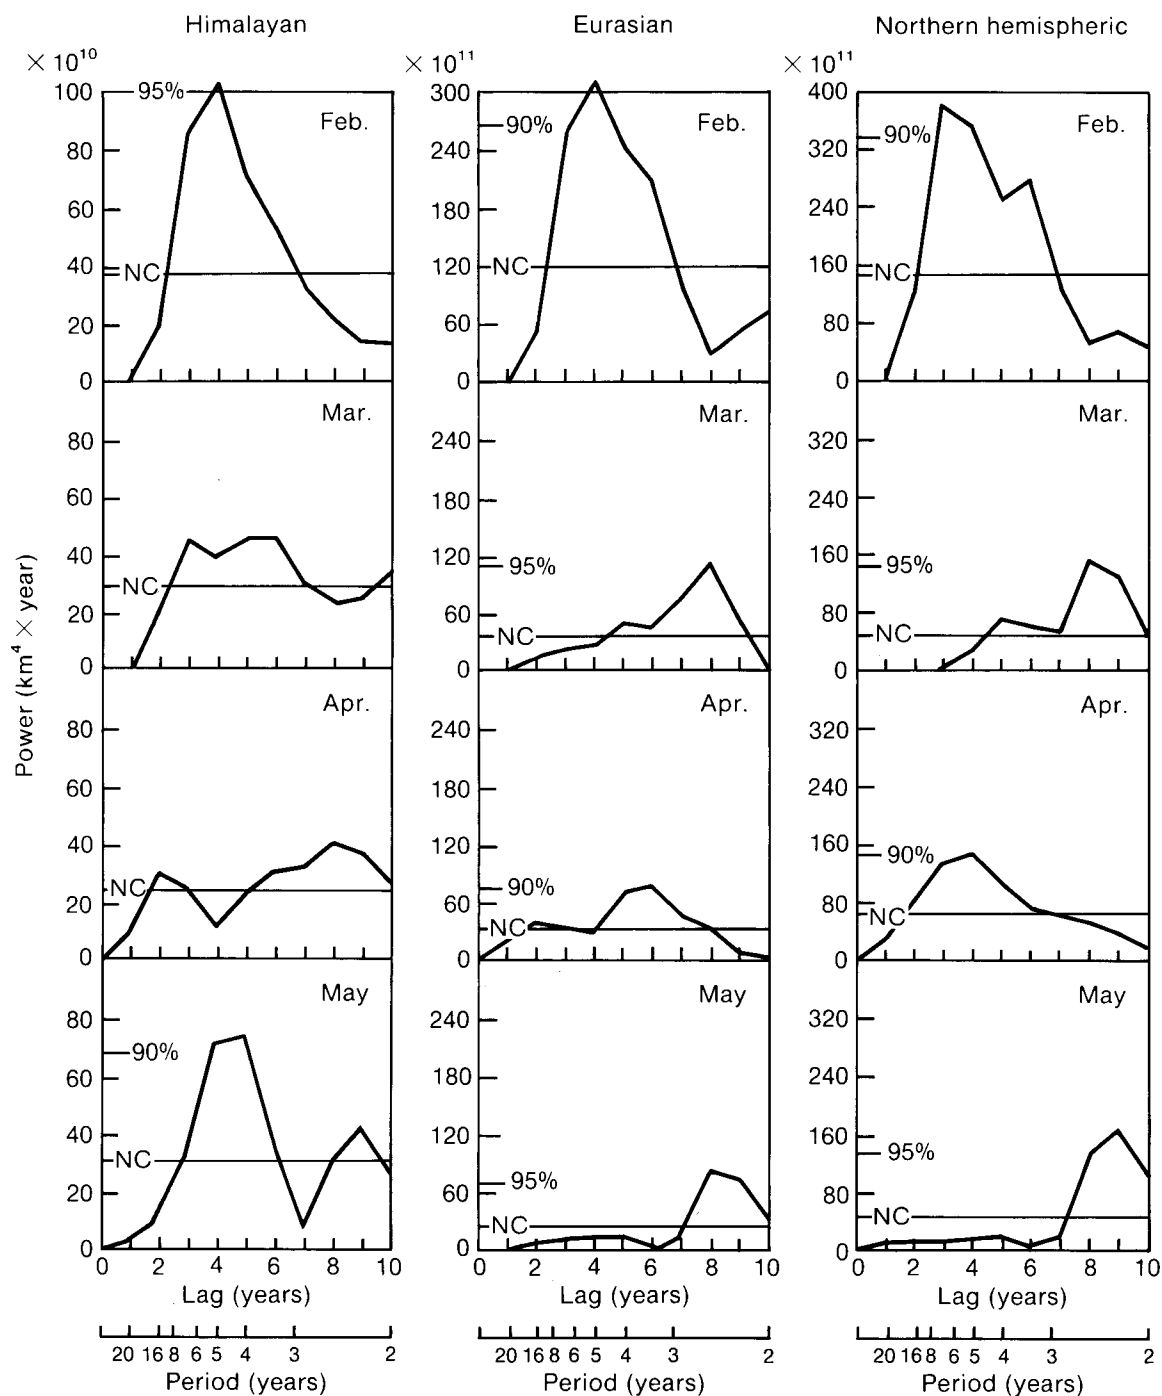 Himalayan Eurasian Northern hemispheric
× 10¹⁰ × 10¹¹ × 10¹¹
100 95% 300 400
Feb. Feb. Feb.
90% 90%
80 240 320
60 180 240
NC NC NC
40 120 160
20 60 80
0 0 0
Mar. Mar. Mar.
80 240 320
60 180 240
40 120 160
95% 95%
NC NC NC
20 60 80
0 0 0
Power (km⁴ × year)
Apr. Apr. Apr.
80 240 320
60 180 240
40 120 160
90% 90%
NC NC NC
20 60 80
0 0 0
May May May
80 240 320
90%
60 180 240
40 120 160
95% 95%
NC NC NC
20 60 80
0 0 0
0 2 4 6 8 10 0 2 4 6 8 10 0 2 4 6 8 10
Lag (years) Lag (years) Lag (years)
20 16 8 6 5 4 3 2 20 16 8 6 5 4 3 2 20 16 8 6 5 4 3 2
Period (years) Period (years) Period (years)